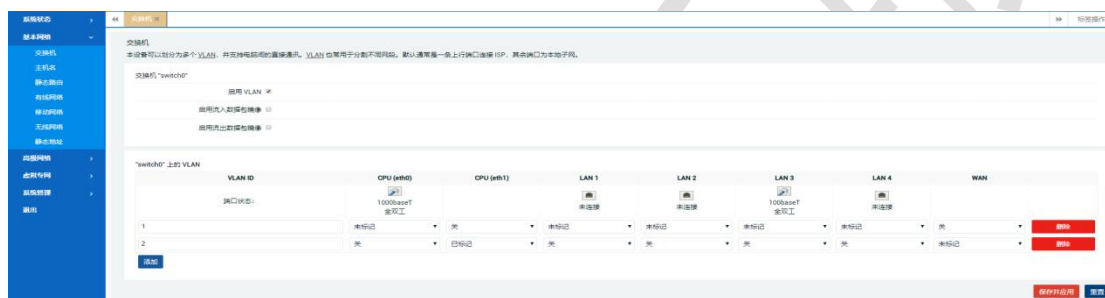 系统状态
基本网络
交换机
主机名
静态路由
有线网络
移动网络
无线网络
静态地址
高级网络
虚拟专网
系统管理
退出
交换机
标签操作
交换机
本设备可以划分为多个 VLAN，并支持电脑间的直接通讯。VLAN 也常用于分割不同网段。默认通常是一条上行端口连接 ISP，其余端口为本地子网。
交换机 "switch0"
启用 VLAN
启用流入数据包镜像
启用流出数据包镜像
"switch0" 上的 VLAN
VLAN ID CPU (eth0) CPU (eth1) LAN 1 LAN 2 LAN 3 LAN 4 WAN
端口状态: 1000baseT 全双工 未连接 未连接 100baseT 全双工 未连接
1 未标记 关 未标记 未标记 未标记 未标记 关 删除
2 关 已标记 关 关 关 关 未标记 删除
添加
保存并应用 重置